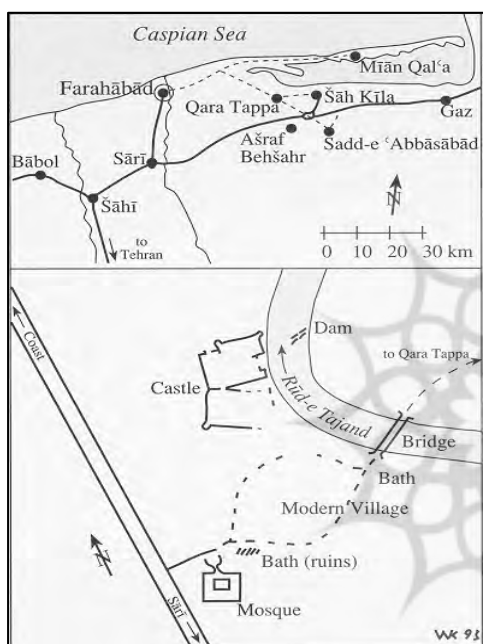 Caspian Sea
Mīān Qalʿa
Farahābād
Qara Tappa
Šāh Kīla
Gaz
Ašraf
Behšahr
Sadd-e ʿAbbāsābād
Bābol
Sārī
Šāhī
N
to
Tehran
0 10 20 30 km
Coast
Dam
to Qara Tappa
Castle
Rūd-e Tajand
Bridge
Bath
Modern Village
N
Bath (ruins)
Mosque
Sārī
WK 93